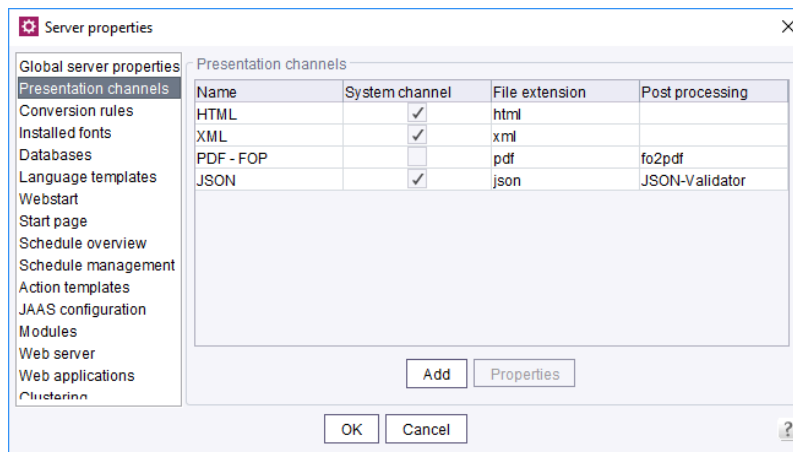 Server properties
Global server properties
Presentation channels
Conversion rules
Installed fonts
Databases
Language templates
Webstart
Start page
Schedule overview
Schedule management
Action templates
JAAS configuration
Modules
Web server
Web applications
Clustering
Presentation channels
Name System channel File extension Post processing
HTML html
XML xml
PDF - FOP pdf fo2pdf
JSON json JSON-Validator
Add Properties
OK Cancel ?